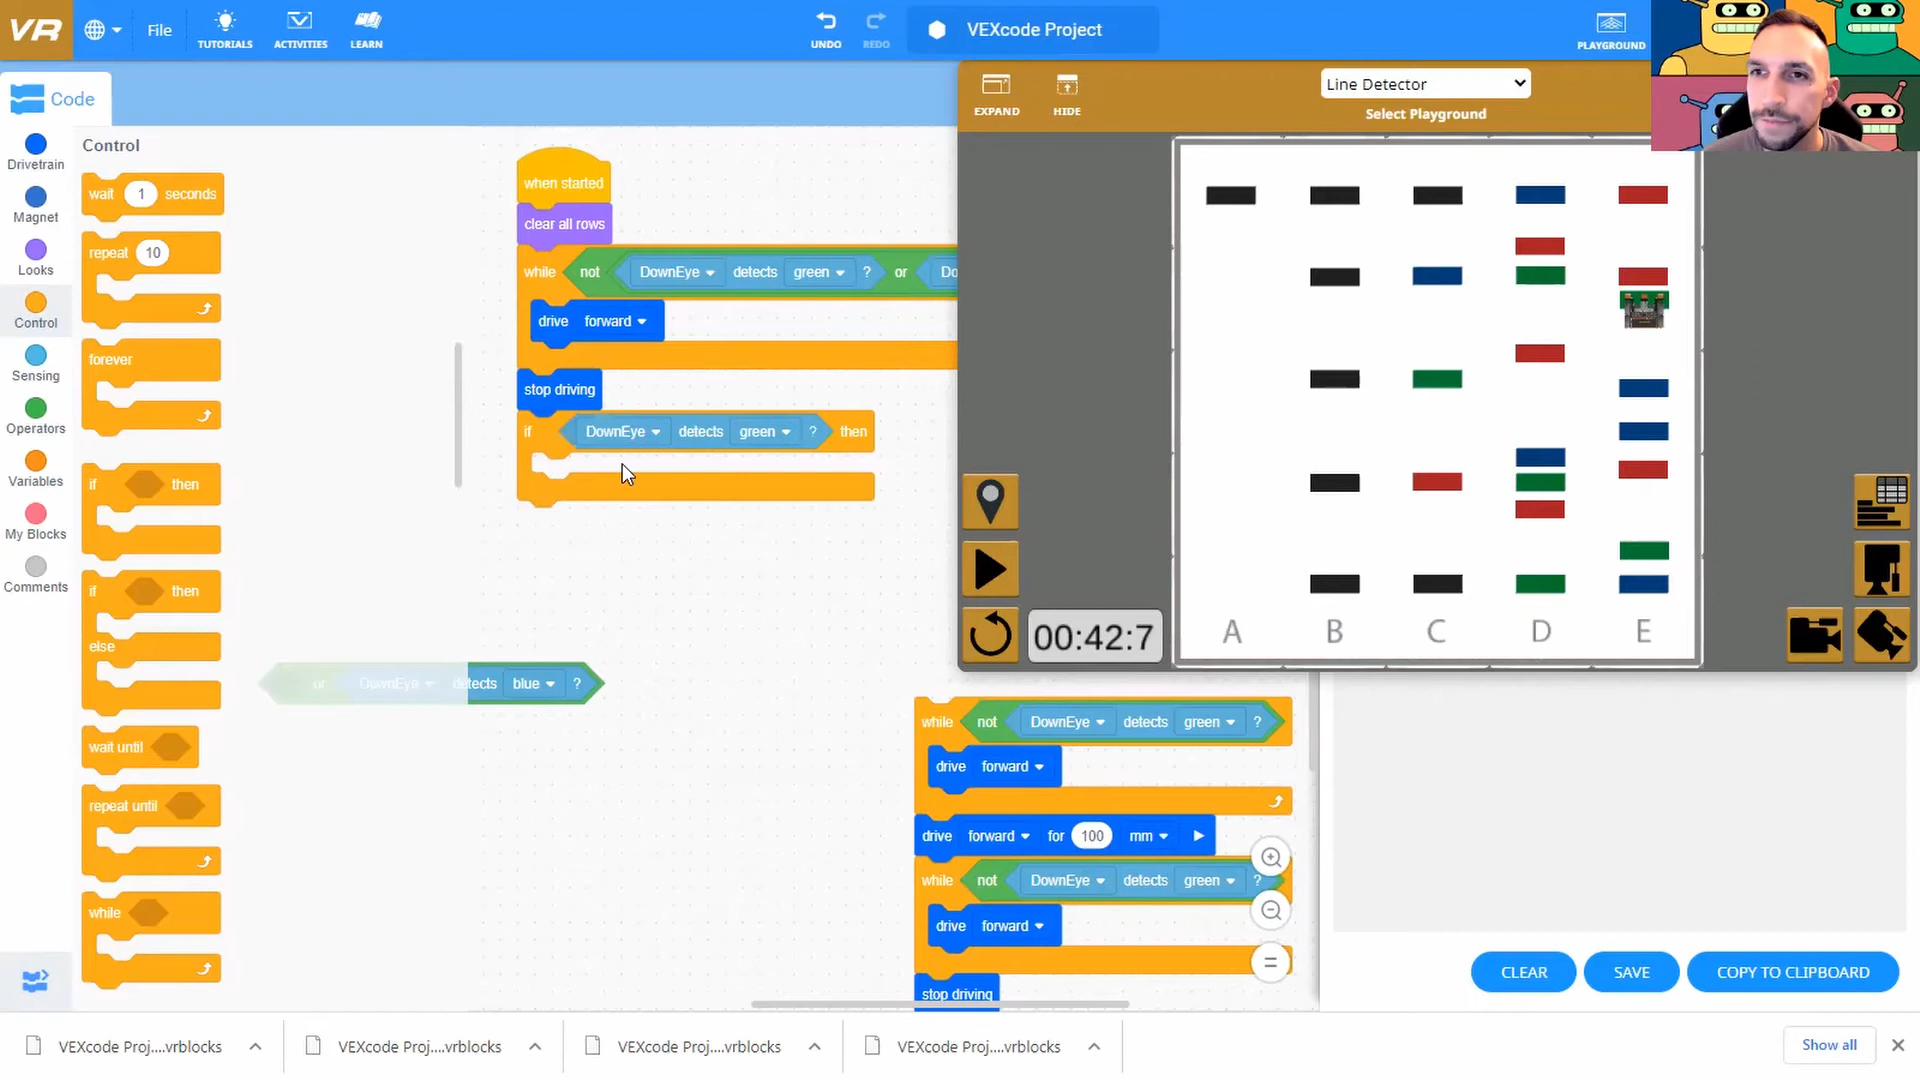 VR
File
TUTORIALS
ACTIVITIES
LEARN
UNDO
REDO
VEXcode Project
PLAYGROUND
Code
EXPAND
HIDE
Line Detector
Select Playground
Drivetrain
Magnet
Looks
Control
Sensing
Operators
Variables
My Blocks
Comments
Control
wait 1 seconds
repeat 10
forever
if then
if then
else
wait until
repeat until
while
when started
clear all rows
while not DownEye detects green ? or Do
drive forward
stop driving
if DownEye detects green ? then
or DownEye detects blue ?
while not DownEye detects green ?
drive forward
drive forward for 100 mm
while not DownEye detects green ?
drive forward
stop driving
=
00:42:7
A B C D E
CLEAR
SAVE
COPY TO CLIPBOARD
VEXcode Proj....vrblocks
VEXcode Proj....vrblocks
VEXcode Proj....vrblocks
VEXcode Proj....vrblocks
Show all